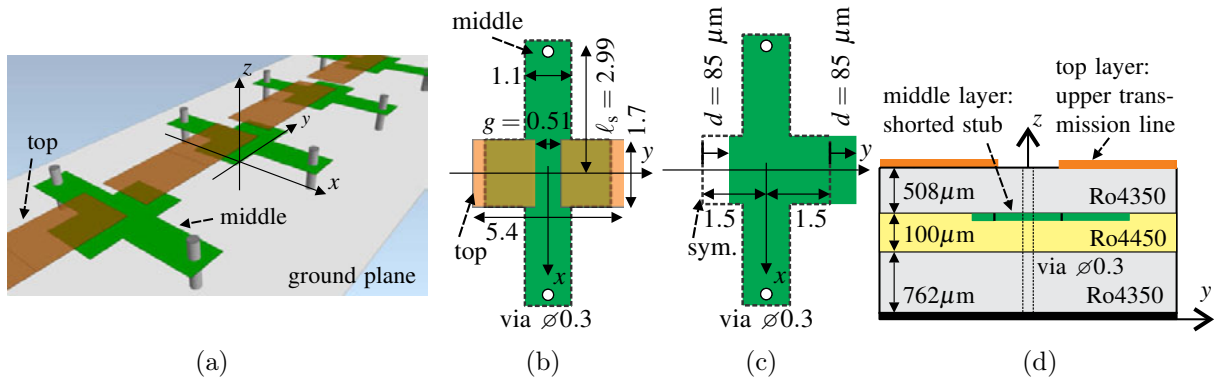 z
y
x
top
middle
ground plane
(a)
middle
1.1
ℓs = 2.99
g = 0.51
1.7
y
5.4
top
x
via ⌀0.3
(b)
d = 85 μm
d = 85 μm
y
1.5
1.5
sym.
x
via ⌀0.3
(c)
top layer:
upper trans-
mission line
middle layer:
shorted stub
z
508μm
Ro4350
100μm
Ro4450
via ⌀0.3
762μm
Ro4350
y
(d)